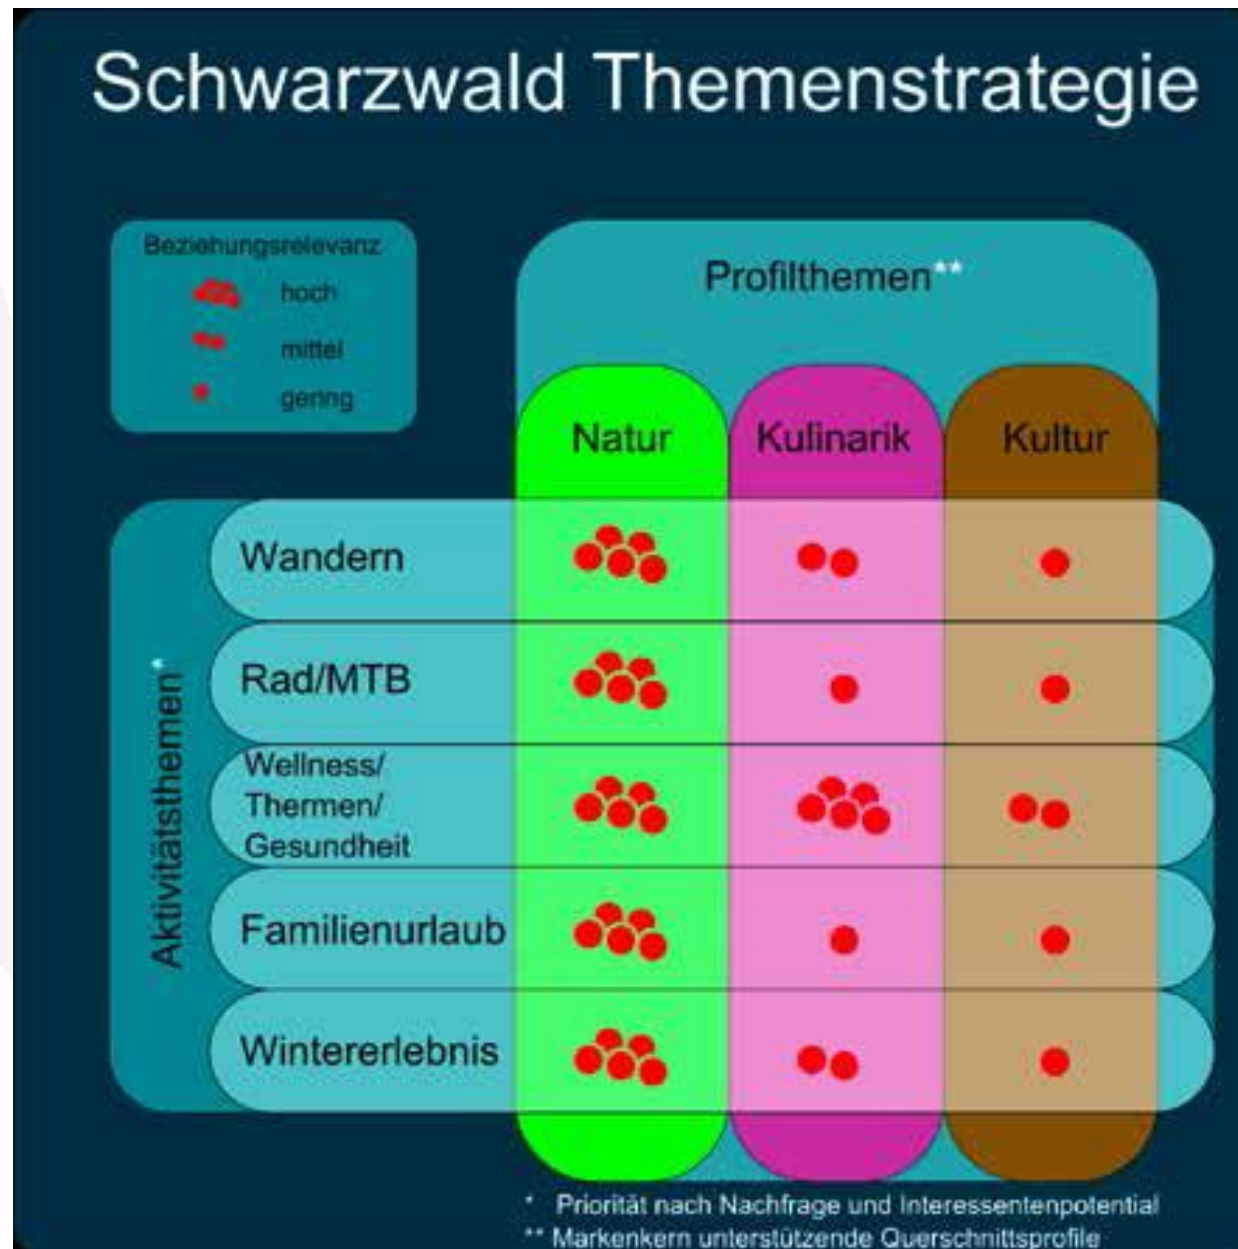 Schwarzwald Themenstrategie
Beziehungsrelevanz
hoch
mittel
gering
Profilthemen**
Natur
Kulinarik
Kultur
Aktivitätsthemen*
Wandern
Rad/MTB
Wellness/
Thermen/
Gesundheit
Familienurlaub
Wintererlebnis
* Priorität nach Nachfrage und Interessentenpotential
** Markenkern unterstützende Querschnittsprofile